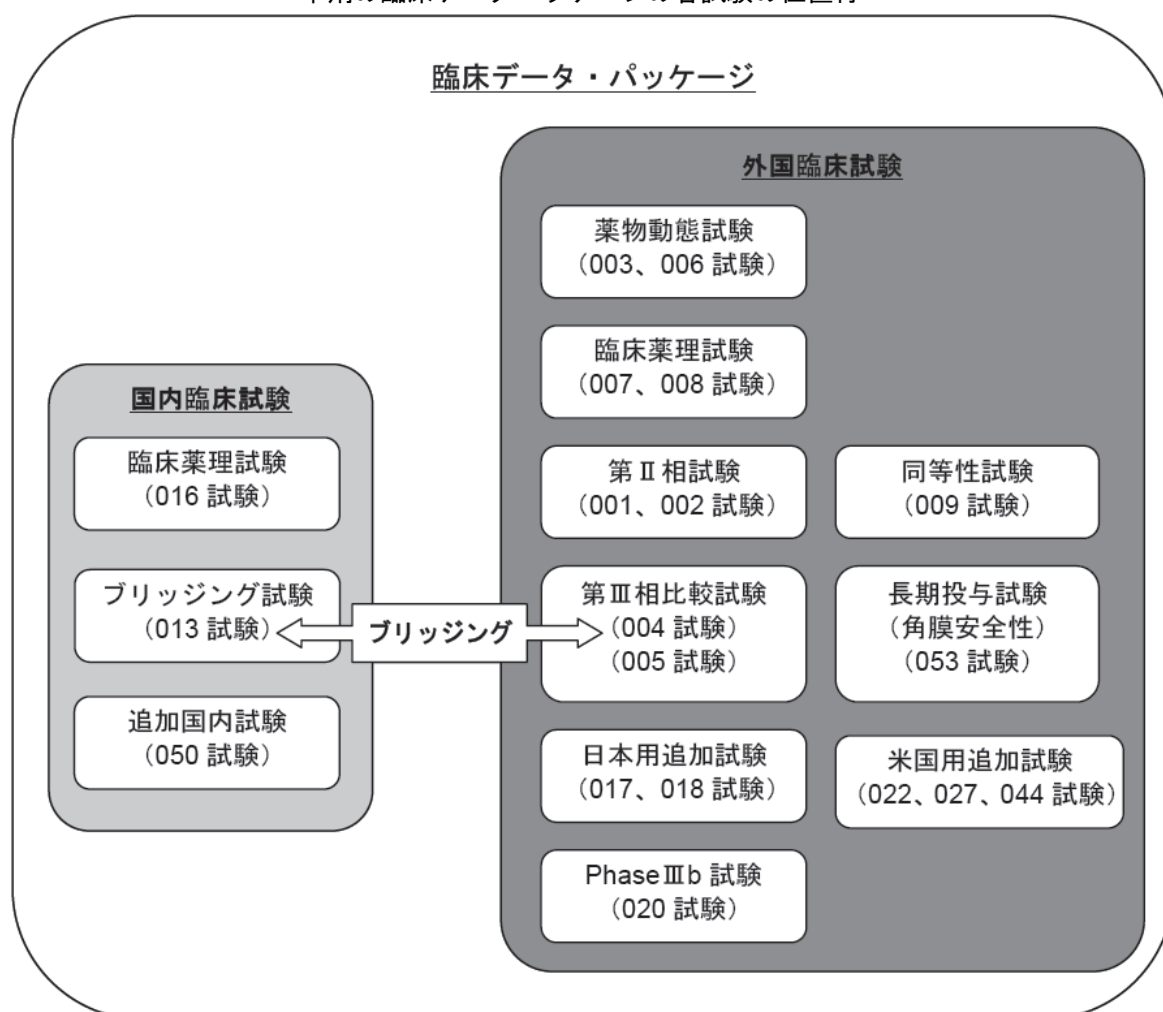 臨床データ・パッケージ
国内臨床試験
臨床薬理試験
（016 試験）
ブリッジング試験
（013 試験）
追加国内試験
（050 試験）
ブリッジング
外国臨床試験
薬物動態試験
（003、006 試験）
臨床薬理試験
（007、008 試験）
第Ⅱ相試験
（001、002 試験）
同等性試験
（009 試験）
第Ⅲ相比較試験
（004 試験）
（005 試験）
長期投与試験
（角膜安全性）
（053 試験）
日本用追加試験
（017、018 試験）
米国用追加試験
（022、027、044 試験）
PhaseⅢb 試験
（020 試験）